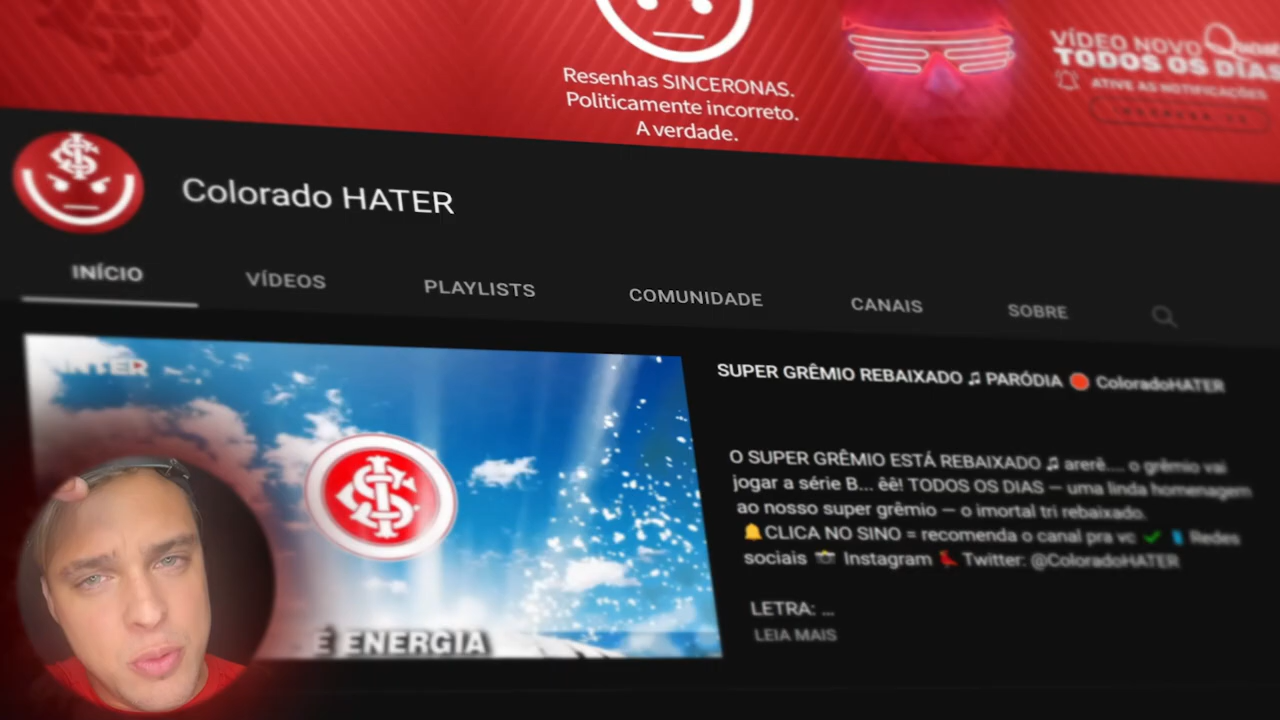 Resenhas SINCERONAS.
Politicamente incorreto.
A verdade.
VÍDEO NOVO
TODOS OS DIAS
ATIVE AS NOTIFICAÇÕES
Colorado HATER
INÍCIO
VÍDEOS
PLAYLISTS
COMUNIDADE
CANAIS
SOBRE
INTER
É ENERGIA
SUPER GRÊMIO REBAIXADO ♫ PARÓDIA 🔴 ColoradoHATER
O SUPER GRÊMIO ESTÁ REBAIXADO ♫ arerê.... o grêmio vai
jogar a série B... êê! TODOS OS DIAS — uma linda homenagem
ao nosso super grêmio — o imortal tri rebaixado.
🔔CLICA NO SINO = recomenda o canal pra vc ✔ 📱 Redes
sociais 📸 Instagram 💃 Twitter: @ColoradoHATER
LETRA: ...
LEIA MAIS